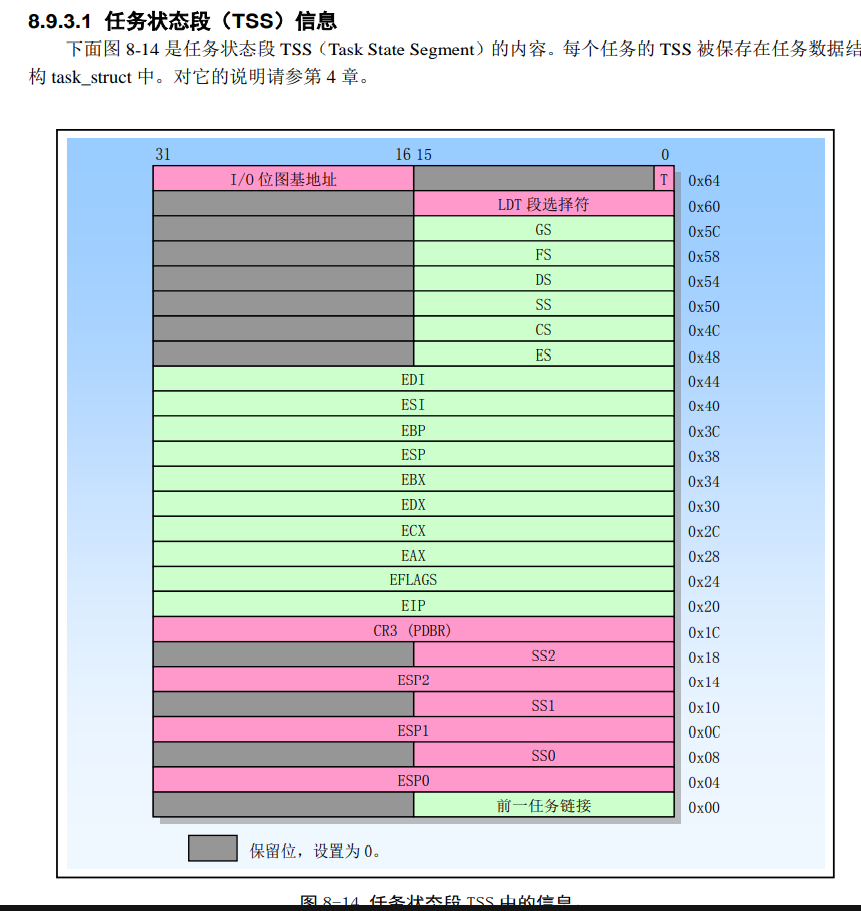 8.9.3.1 任务状态段（TSS）信息
下面图 8-14 是任务状态段 TSS（Task State Segment）的内容。每个任务的 TSS 被保存在任务数据结
构 task_struct 中。对它的说明请参第 4 章。
31 16 15 0
I/O 位图基地址 T 0x64
LDT 段选择符 0x60
GS 0x5C
FS 0x58
DS 0x54
SS 0x50
CS 0x4C
ES 0x48
EDI 0x44
ESI 0x40
EBP 0x3C
ESP 0x38
EBX 0x34
EDX 0x30
ECX 0x2C
EAX 0x28
EFLAGS 0x24
EIP 0x20
CR3 (PDBR) 0x1C
SS2 0x18
ESP2 0x14
SS1 0x10
ESP1 0x0C
SS0 0x08
ESP0 0x04
前一任务链接 0x00
保留位，设置为 0。
图 8-14 任务状态段 TSS 中的信息